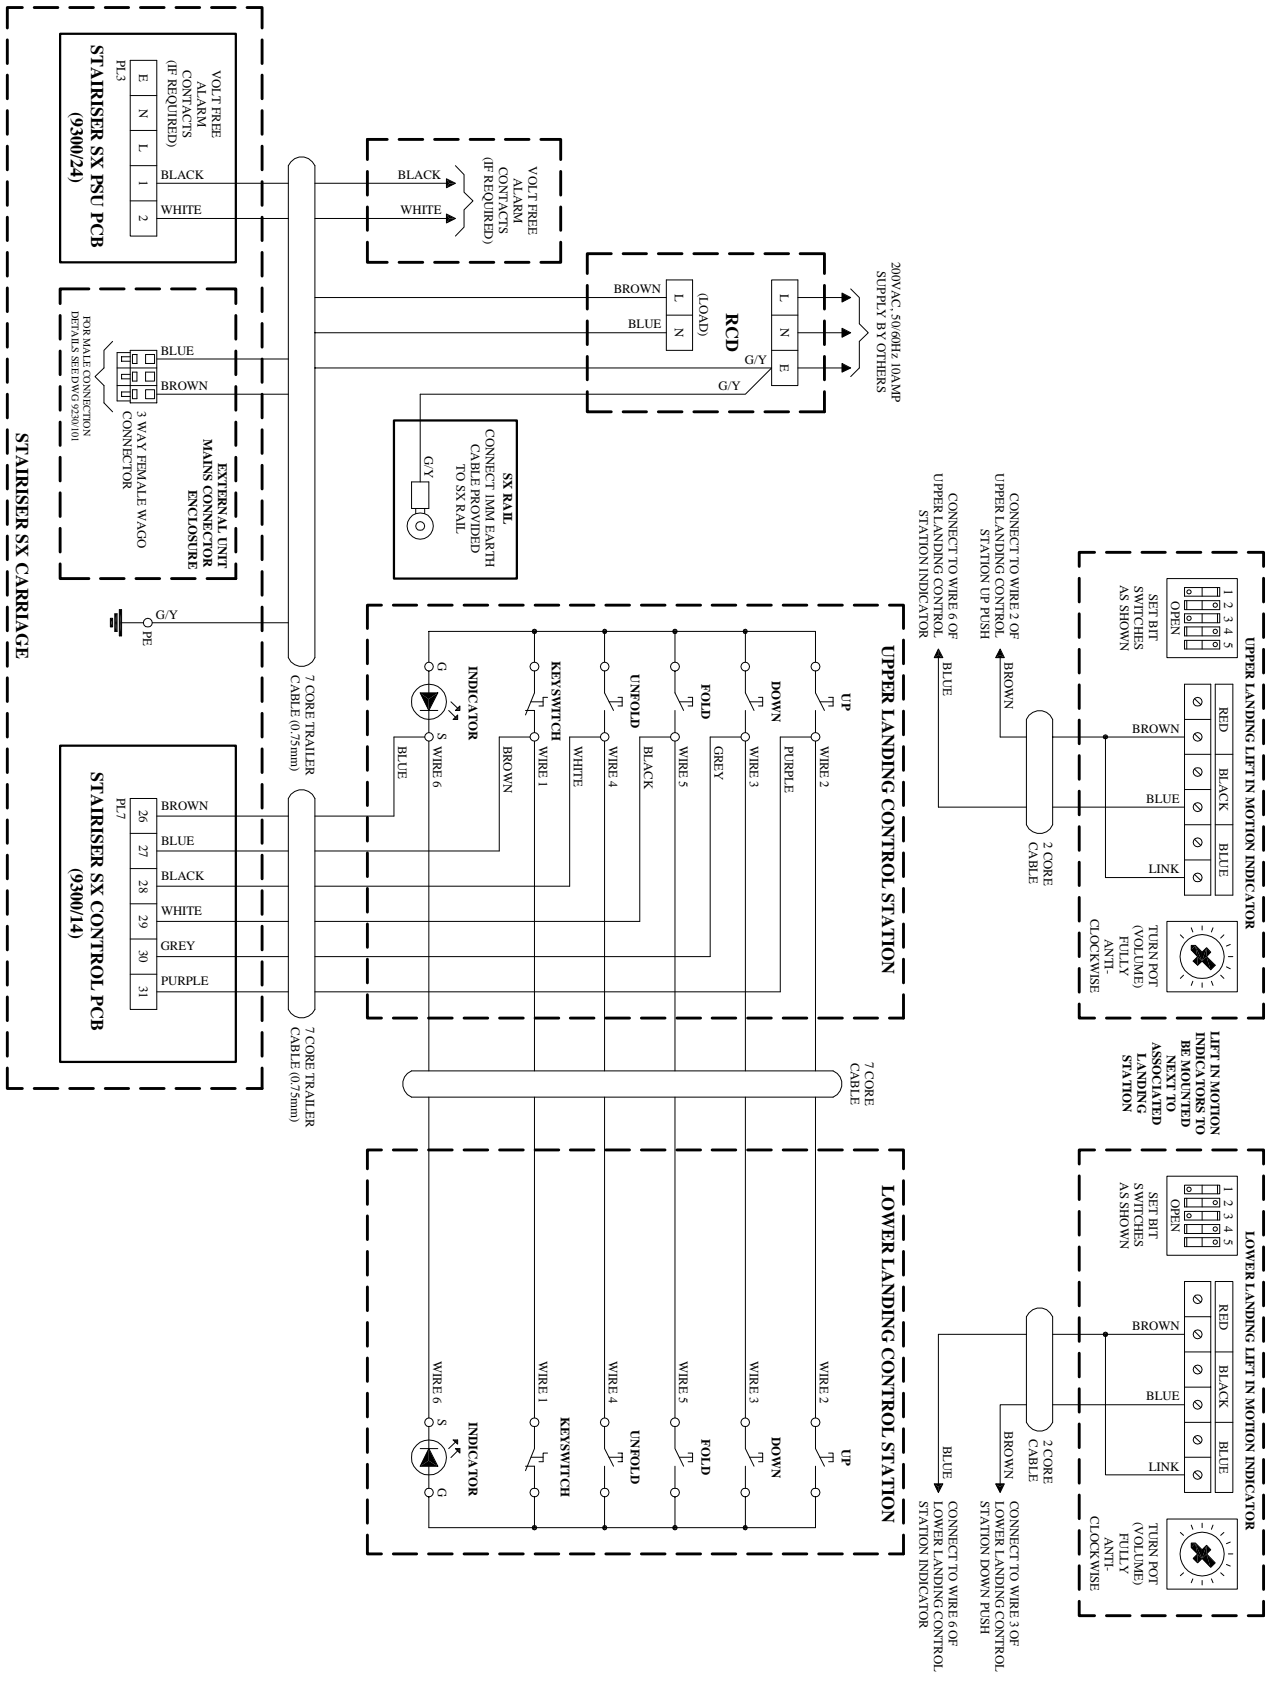 UPPER LANDING LIFT IN MOTION INDICATOR
1 2 3 4 5
OPEN
SET BIT
SWITCHES
AS SHOWN
RED
BLACK
BLUE
BROWN
BLUE
LINK
TURN POT
(VOLUME)
FULLY
ANTI-
CLOCKWISE
2 CORE
CABLE
BROWN
BLUE
CONNECT TO WIRE 2 OF
UPPER LANDING CONTROL
STATION UP PUSH
CONNECT TO WIRE 6 OF
UPPER LANDING CONTROL
STATION INDICATOR
LIFT IN MOTION
INDICATORS TO
BE MOUNTED
NEXT TO
ASSOCIATED
LANDING
STATION
LOWER LANDING LIFT IN MOTION INDICATOR
1 2 3 4 5
OPEN
SET BIT
SWITCHES
AS SHOWN
RED
BLACK
BLUE
BROWN
BLUE
LINK
TURN POT
(VOLUME)
FULLY
ANTI-
CLOCKWISE
2 CORE
CABLE
BROWN
BLUE
CONNECT TO WIRE 3 OF
LOWER LANDING CONTROL
STATION DOWN PUSH
CONNECT TO WIRE 6 OF
LOWER LANDING CONTROL
STATION INDICATOR
200VAC, 50/60Hz 10AMP
SUPPLY BY OTHERS
L
N
E
RCD
(LOAD)
L
N
BROWN
BLUE
G/Y
G/Y
VOLT FREE
ALARM
CONTACTS
(IF REQUIRED)
BLACK
WHITE
SX RAIL
CONNECT 1MM EARTH
CABLE PROVIDED
TO SX RAIL
G/Y
UPPER LANDING CONTROL STATION
UP
WIRE 2
PURPLE
DOWN
WIRE 3
GREY
FOLD
WIRE 5
BLACK
UNFOLD
WIRE 4
WHITE
KEYSWITCH
WIRE 1
BROWN
INDICATOR
G
S
WIRE 6
BLUE
7 CORE
CABLE
LOWER LANDING CONTROL STATION
UP
WIRE 2
DOWN
WIRE 3
FOLD
WIRE 5
UNFOLD
WIRE 4
KEYSWITCH
WIRE 1
INDICATOR
WIRE 6
S
G
7 CORE TRAILER
CABLE (0.75mm)
7 CORE TRAILER
CABLE (0.75mm)
VOLT FREE
ALARM
CONTACTS
(IF REQUIRED)
E
N
L
1
2
PL3
BLACK
WHITE
STAIRISER SX PSU PCB
(9300/24)
EXTERNAL UNIT
MAINS CONNECTOR
ENCLOSURE
BLUE
BROWN
3 WAY FEMALE WAGO
CONNECTOR
FOR MALE CONNECTION
DETAILS SEE DWG 9230/101
G/Y
PE
BROWN
BLUE
BLACK
WHITE
GREY
PURPLE
26
27
28
29
30
31
PL7
STAIRISER SX CONTROL PCB
(9300/14)
STAIRISER SX CARRIAGE